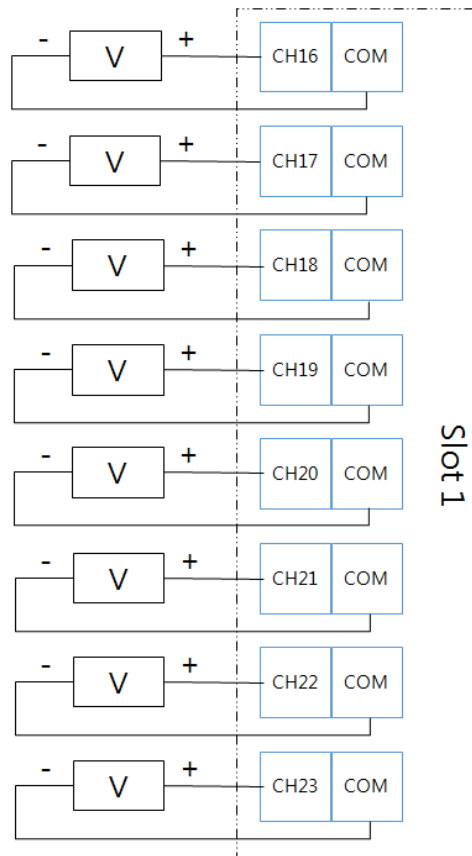 - V + CH16 COM
- V + CH17 COM
- V + CH18 COM
- V + CH19 COM
- V + CH20 COM
- V + CH21 COM
- V + CH22 COM
- V + CH23 COM
Slot 1